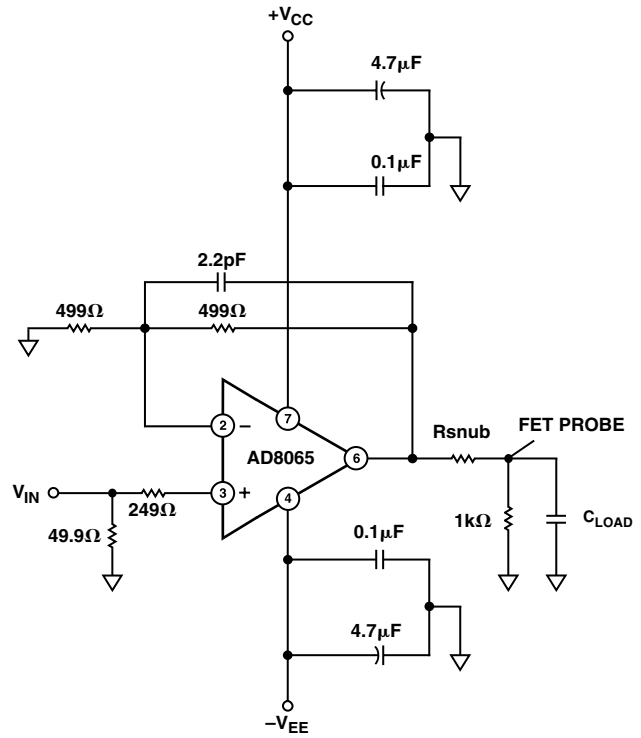 +VCC
4.7μF
0.1μF
2.2pF
499Ω
499Ω
7
2
−
AD8065
6
Rsnub
FET PROBE
VIN
3
+
4
249Ω
49.9Ω
1kΩ
CLOAD
0.1μF
4.7μF
−VEE